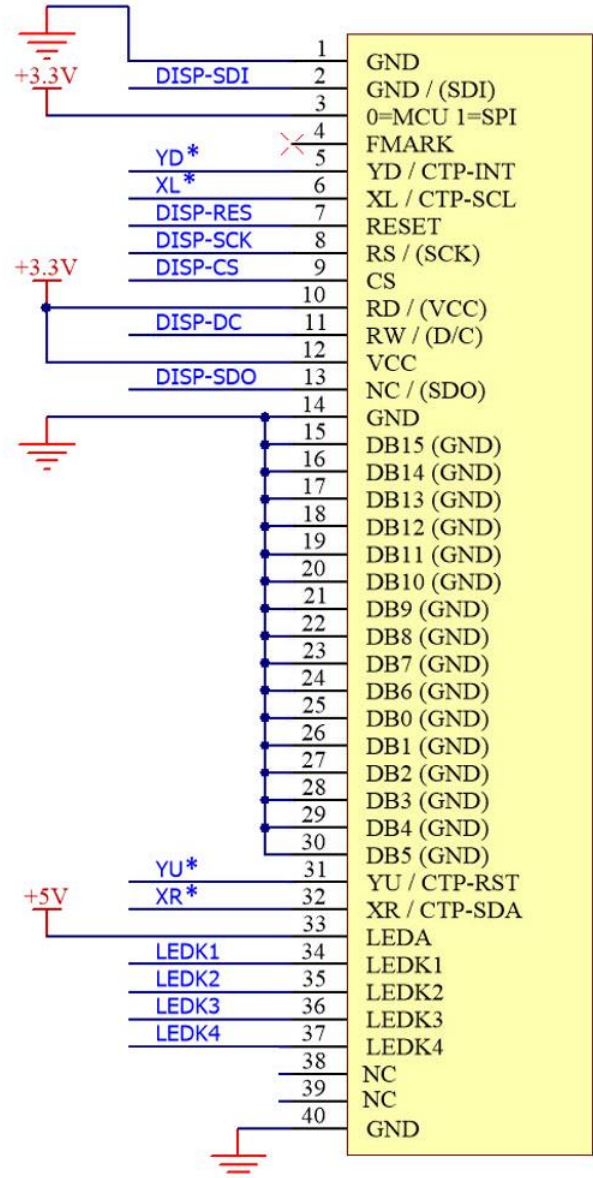 1 GND
+3.3V DISP-SDI 2 GND / (SDI)
3 0=MCU 1=SPI
4 FMARK
YD* 5 YD / CTP-INT
XL* 6 XL / CTP-SCL
DISP-RES 7 RESET
DISP-SCK 8 RS / (SCK)
+3.3V DISP-CS 9 CS
10 RD / (VCC)
DISP-DC 11 RW / (D/C)
12 VCC
DISP-SDO 13 NC / (SDO)
14 GND
15 DB15 (GND)
16 DB14 (GND)
17 DB13 (GND)
18 DB12 (GND)
19 DB11 (GND)
20 DB10 (GND)
21 DB9 (GND)
22 DB8 (GND)
23 DB7 (GND)
24 DB6 (GND)
25 DB0 (GND)
26 DB1 (GND)
27 DB2 (GND)
28 DB3 (GND)
29 DB4 (GND)
30 DB5 (GND)
YU* 31 YU / CTP-RST
+5V XR* 32 XR / CTP-SDA
33 LEDA
LEDK1 34 LEDK1
LEDK2 35 LEDK2
LEDK3 36 LEDK3
LEDK4 37 LEDK4
38 NC
39 NC
40 GND